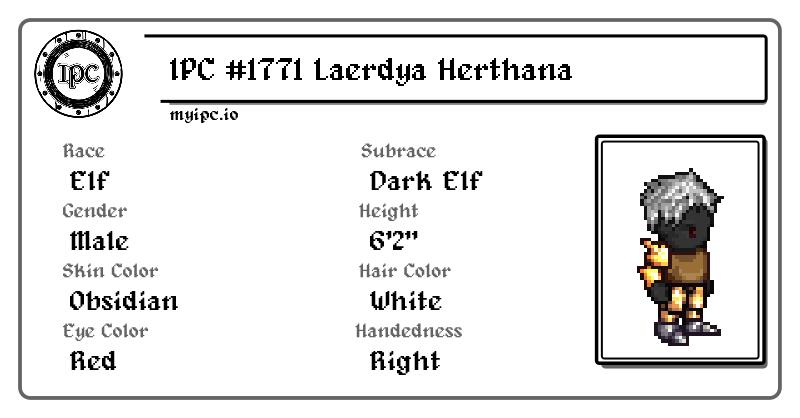 IPC
IPC #1771 Laerdya Herthana
myipc.io
Race
Elf
Subrace
Dark Elf
Gender
Male
Height
6'2"
Skin Color
Obsidian
Hair Color
White
Eye Color
Red
Handedness
Right